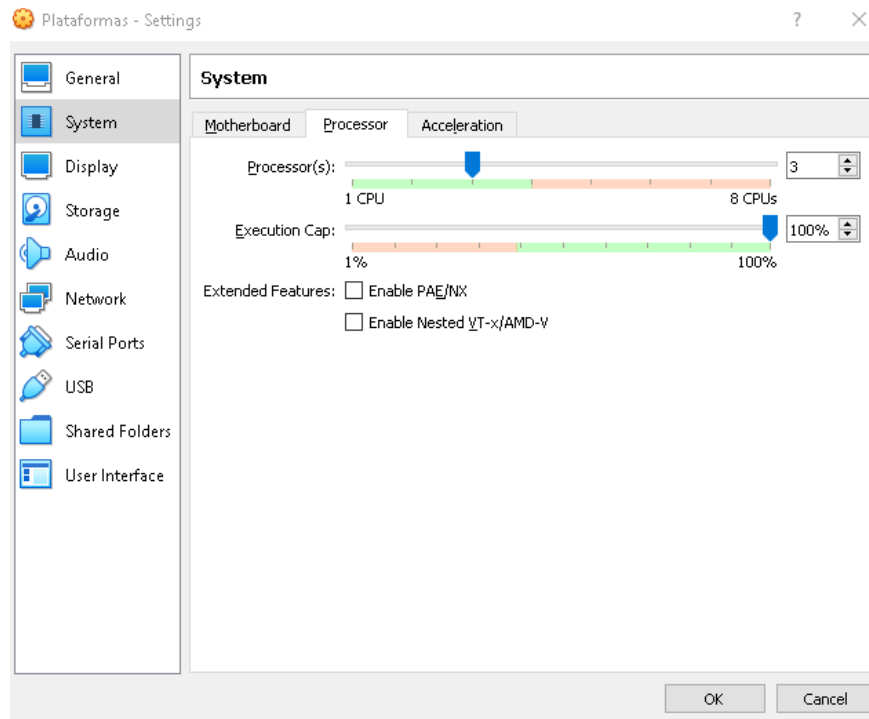 Plataformas - Settings
?
General
System
Display
Storage
Audio
Network
Serial Ports
USB
Shared Folders
User Interface
System
Motherboard Processor Acceleration
Processor(s): 3
1 CPU 8 CPUs
Execution Cap: 100%
1% 100%
Extended Features: Enable PAE/NX
Enable Nested VT-x/AMD-V
OK Cancel